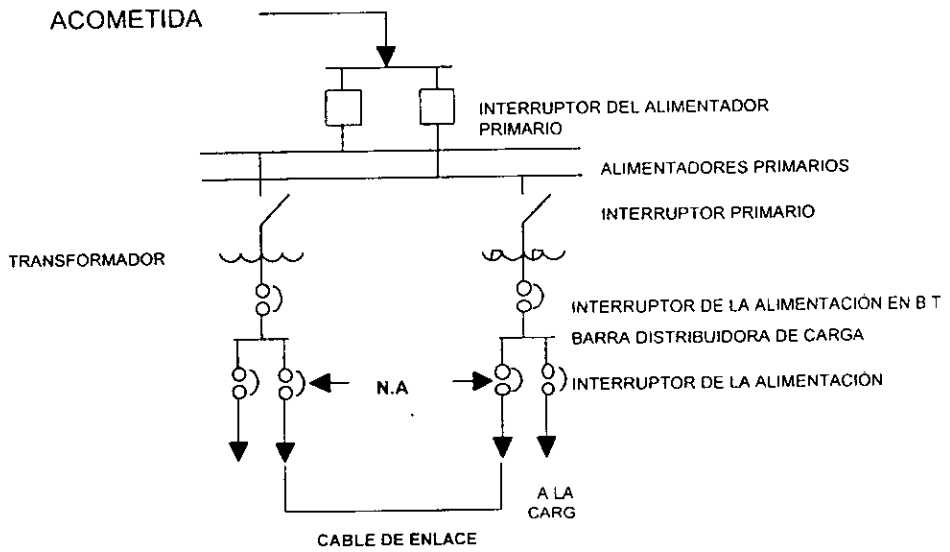 ACOMETIDA
INTERRUPTOR DEL ALIMENTADOR
PRIMARIO
ALIMENTADORES PRIMARIOS
INTERRUPTOR PRIMARIO
TRANSFORMADOR
INTERRUPTOR DE LA ALIMENTACIÓN EN B T
BARRA DISTRIBUIDORA DE CARGA
N.A
INTERRUPTOR DE LA ALIMENTACIÓN
A LA
CARG
CABLE DE ENLACE